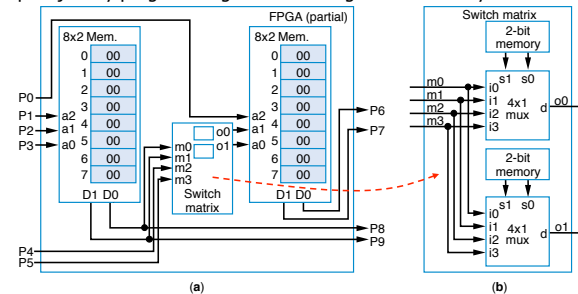 FPGA (partial)
8x2 Mem.
0 00
1 00
2 00
3 00
4 00
5 00
6 00
7 00
D1 D0
P0
P1
P2
P3
a2
a1
a0
P4
P5
m0
m1
m2
m3
o0
o1
Switch
matrix
8x2 Mem.
0 00
1 00
2 00
3 00
4 00
5 00
6 00
7 00
a2
a1
a0
D1 D0
P6
P7
P8
P9
(a)
Switch matrix
2-bit
memory
s1 s0
m0
m1
m2
m3
i0
i1
i2
i3
4x1
mux
d
o0
2-bit
memory
s1 s0
i0
i1
i2
i3
4x1
mux
d
o1
(b)